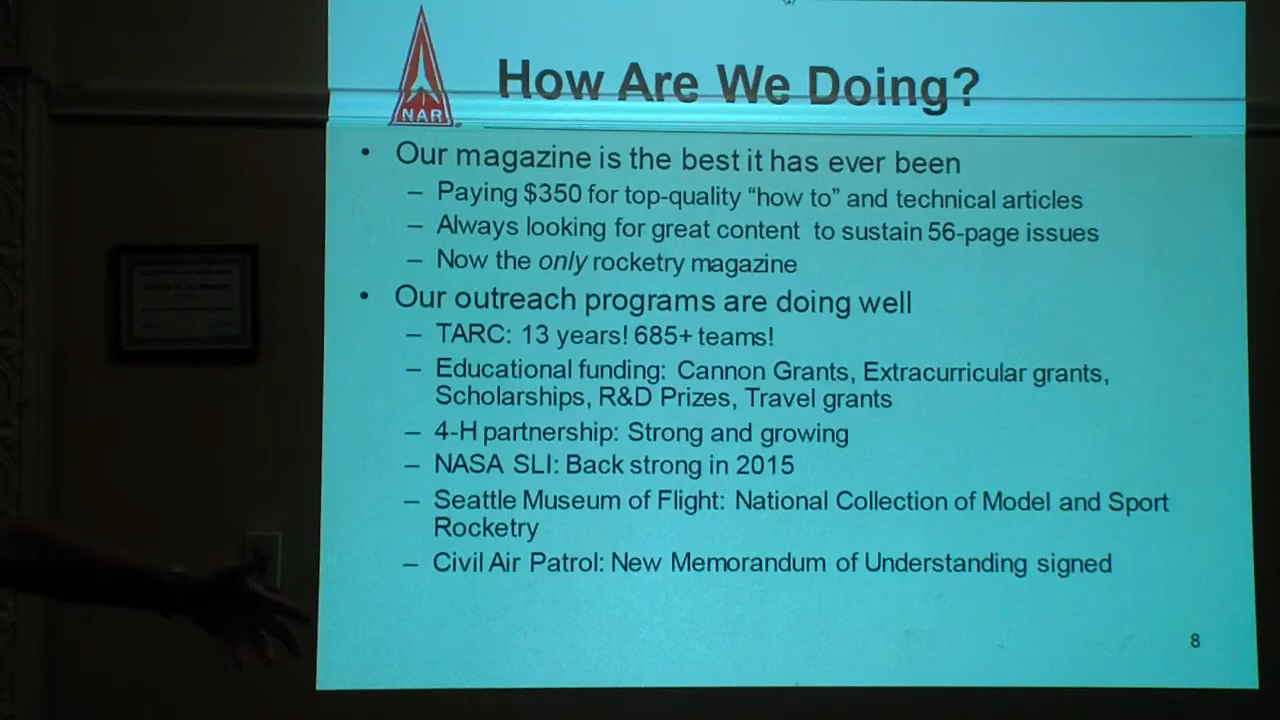 How Are We Doing?
NAR
• Our magazine is the best it has ever been
– Paying $350 for top-quality “how to” and technical articles
– Always looking for great content to sustain 56-page issues
– Now the only rocketry magazine
• Our outreach programs are doing well
– TARC: 13 years! 685+ teams!
– Educational funding: Cannon Grants, Extracurricular grants,
Scholarships, R&D Prizes, Travel grants
– 4-H partnership: Strong and growing
– NASA SLI: Back strong in 2015
– Seattle Museum of Flight: National Collection of Model and Sport
Rocketry
– Civil Air Patrol: New Memorandum of Understanding signed
8